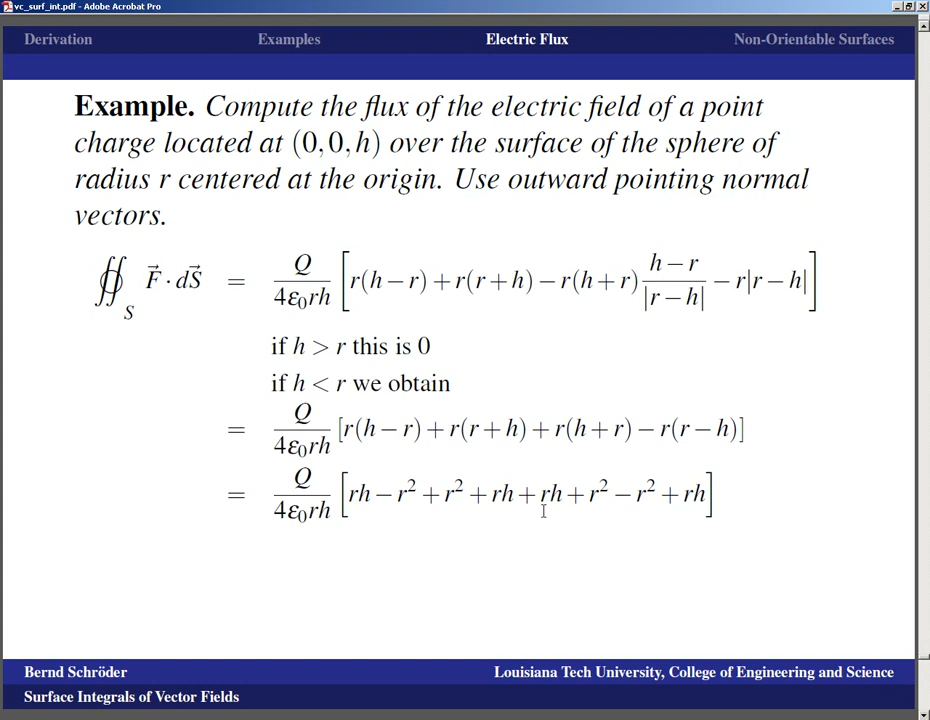 vc_surf_int.pdf - Adobe Acrobat Pro
Derivation Examples Electric Flux Non-Orientable Surfaces
Example. Compute the flux of the electric field of a point
charge located at (0,0,h) over the surface of the sphere of
radius r centered at the origin. Use outward pointing normal
vectors.
∯_S F⃗ · dS⃗ = Q/(4ε₀rh) [r(h−r) + r(r+h) − r(h+r) (h−r)/|r−h| − r|r−h|]
if h > r this is 0
if h < r we obtain
= Q/(4ε₀rh) [r(h−r) + r(r+h) + r(h+r) − r(r−h)]
= Q/(4ε₀rh) [rh − r² + r² + rh + rh + r² − r² + rh]
Bernd Schröder Louisiana Tech University, College of Engineering and Science
Surface Integrals of Vector Fields